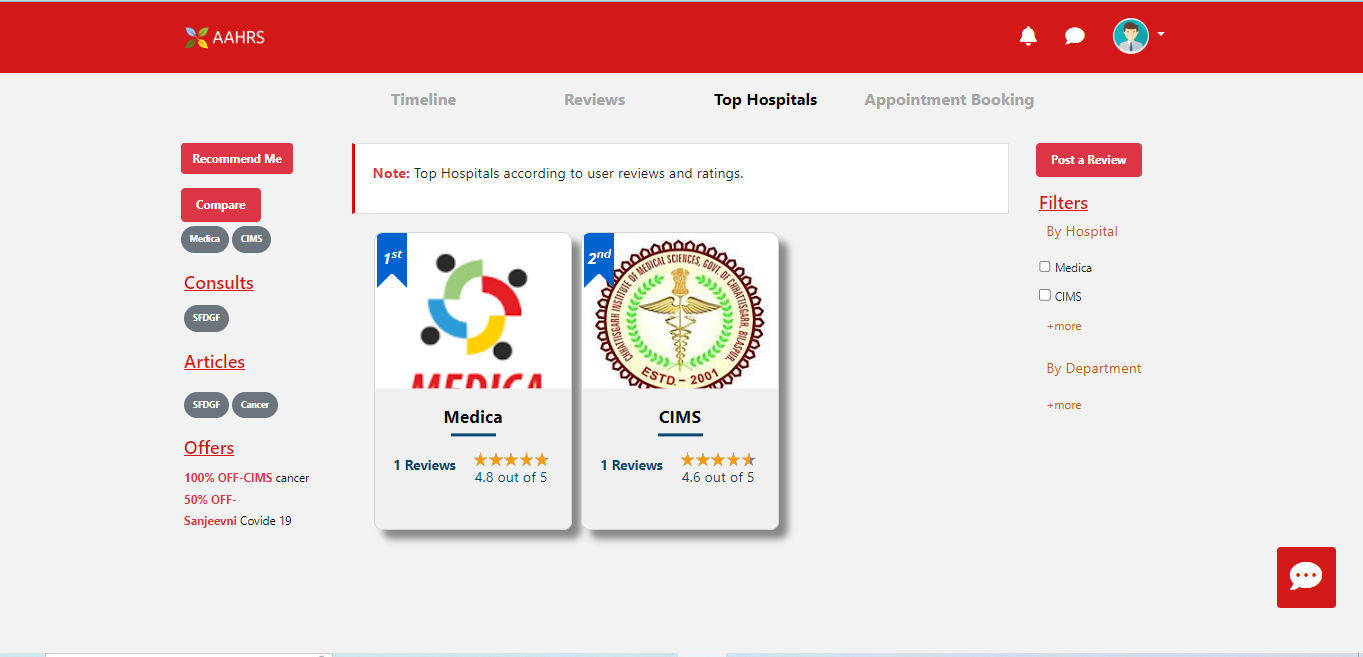 AAHRS
Timeline
Reviews
Top Hospitals
Appointment Booking
Recommend Me
Compare
Medica
CIMS
Consults
SFDGF
Articles
SFDGF
Cancer
Offers
100% OFF-CIMS cancer
50% OFF-
Sanjeevni Covide 19
Note: Top Hospitals according to user reviews and ratings.
1st
MEDICA
Medica
1 Reviews
4.8 out of 5
2nd
CHHATTISGARH INSTITUTE OF MEDICAL SCIENCES, GOVT. OF CHHATTISGARH, BILASPUR.
ESTD.- 2001
CIMS
1 Reviews
4.6 out of 5
Post a Review
Filters
By Hospital
Medica
CIMS
+more
By Department
+more